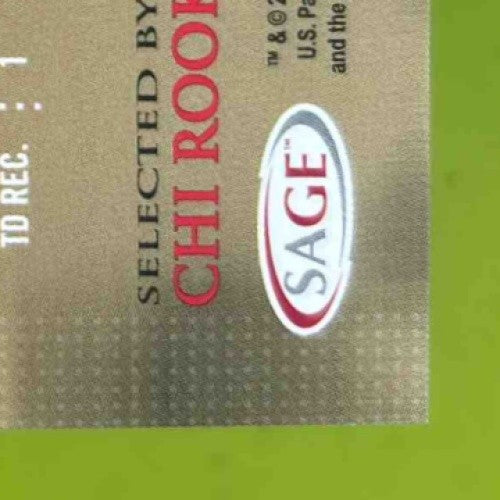 TD REC. : 1
SELECTED BY
CHI ROO
™ & ©2
U.S. Pa
and the
SAGE™